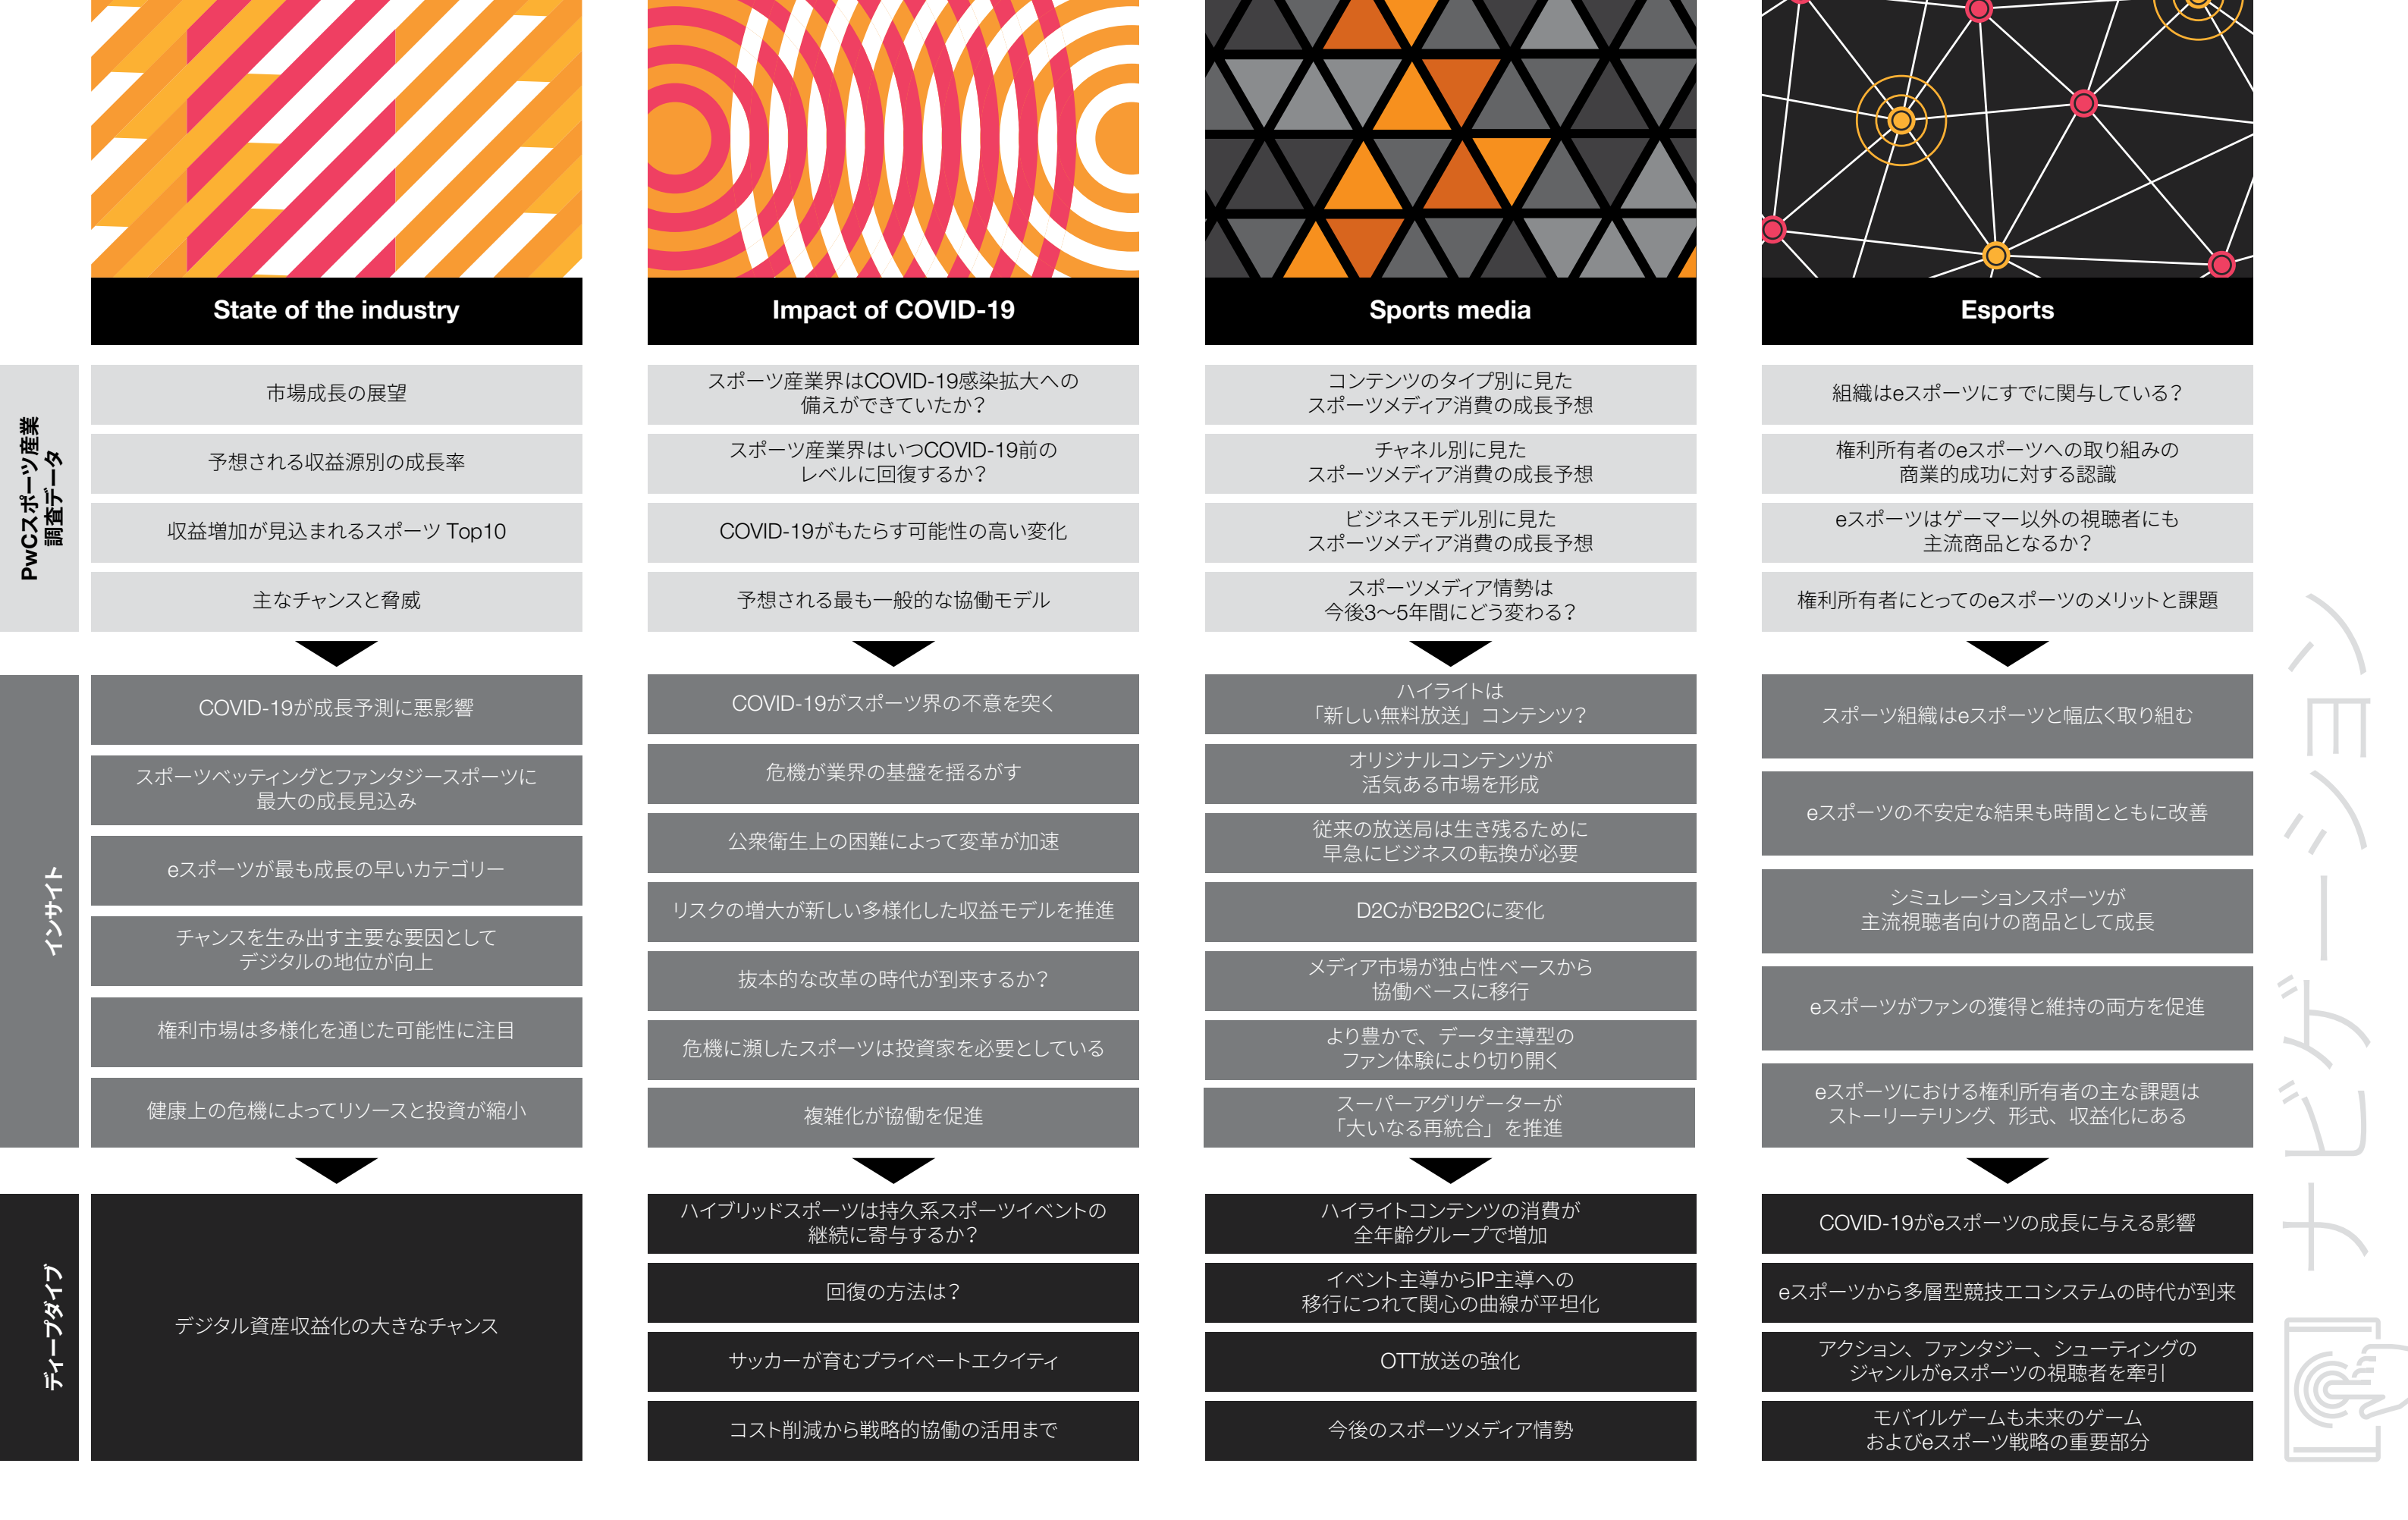 State of the industry
Impact of COVID-19
Sports media
Esports
PwCスポーツ産業
調査データ
市場成長の展望
予想される収益源別の成長率
収益増加が見込まれるスポーツ Top10
主なチャンスと脅威
スポーツ産業界はCOVID-19感染拡大への
備えができていたか？
スポーツ産業界はいつCOVID-19前の
レベルに回復するか？
COVID-19がもたらす可能性の高い変化
予想される最も一般的な協働モデル
コンテンツのタイプ別に見た
スポーツメディア消費の成長予想
チャネル別に見た
スポーツメディア消費の成長予想
ビジネスモデル別に見た
スポーツメディア消費の成長予想
スポーツメディア情勢は
今後3〜5年間にどう変わる？
組織はeスポーツにすでに関与している？
権利所有者のeスポーツへの取り組みの
商業的成功に対する認識
eスポーツはゲーマー以外の視聴者にも
主流商品となるか？
権利所有者にとってのeスポーツのメリットと課題
インサイト
COVID-19が成長予測に悪影響
スポーツベッティングとファンタジースポーツに
最大の成長見込み
eスポーツが最も成長の早いカテゴリー
チャンスを生み出す主要な要因として
デジタルの地位が向上
権利市場は多様化を通じた可能性に注目
健康上の危機によってリソースと投資が縮小
COVID-19がスポーツ界の不意を突く
危機が業界の基盤を揺るがす
公衆衛生上の困難によって変革が加速
リスクの増大が新しい多様化した収益モデルを推進
抜本的な改革の時代が到来するか？
危機に瀕したスポーツは投資家を必要としている
複雑化が協働を促進
ハイライトは
「新しい無料放送」コンテンツ？
オリジナルコンテンツが
活気ある市場を形成
従来の放送局は生き残るために
早急にビジネスの転換が必要
D2CがB2B2Cに変化
メディア市場が独占性ベースから
協働ベースに移行
より豊かで、データ主導型の
ファン体験により切り開く
スーパーアグリゲーターが
「大いなる再統合」を推進
スポーツ組織はeスポーツと幅広く取り組む
eスポーツの不安定な結果も時間とともに改善
シミュレーションスポーツが
主流視聴者向けの商品として成長
eスポーツがファンの獲得と維持の両方を促進
eスポーツにおける権利所有者の主な課題は
ストーリーテリング、形式、収益化にある
ディープダイブ
デジタル資産収益化の大きなチャンス
ハイブリッドスポーツは持久系スポーツイベントの
継続に寄与するか？
回復の方法は？
サッカーが育むプライベートエクイティ
コスト削減から戦略的協働の活用まで
ハイライトコンテンツの消費が
全年齢グループで増加
イベント主導からIP主導への
移行につれて関心の曲線が平坦化
OTT放送の強化
今後のスポーツメディア情勢
COVID-19がeスポーツの成長に与える影響
eスポーツから多層型競技エコシステムの時代が到来
アクション、ファンタジー、シューティングの
ジャンルがeスポーツの視聴者を牽引
モバイルゲームも未来のゲーム
およびeスポーツ戦略の重要部分
ナビゲーション